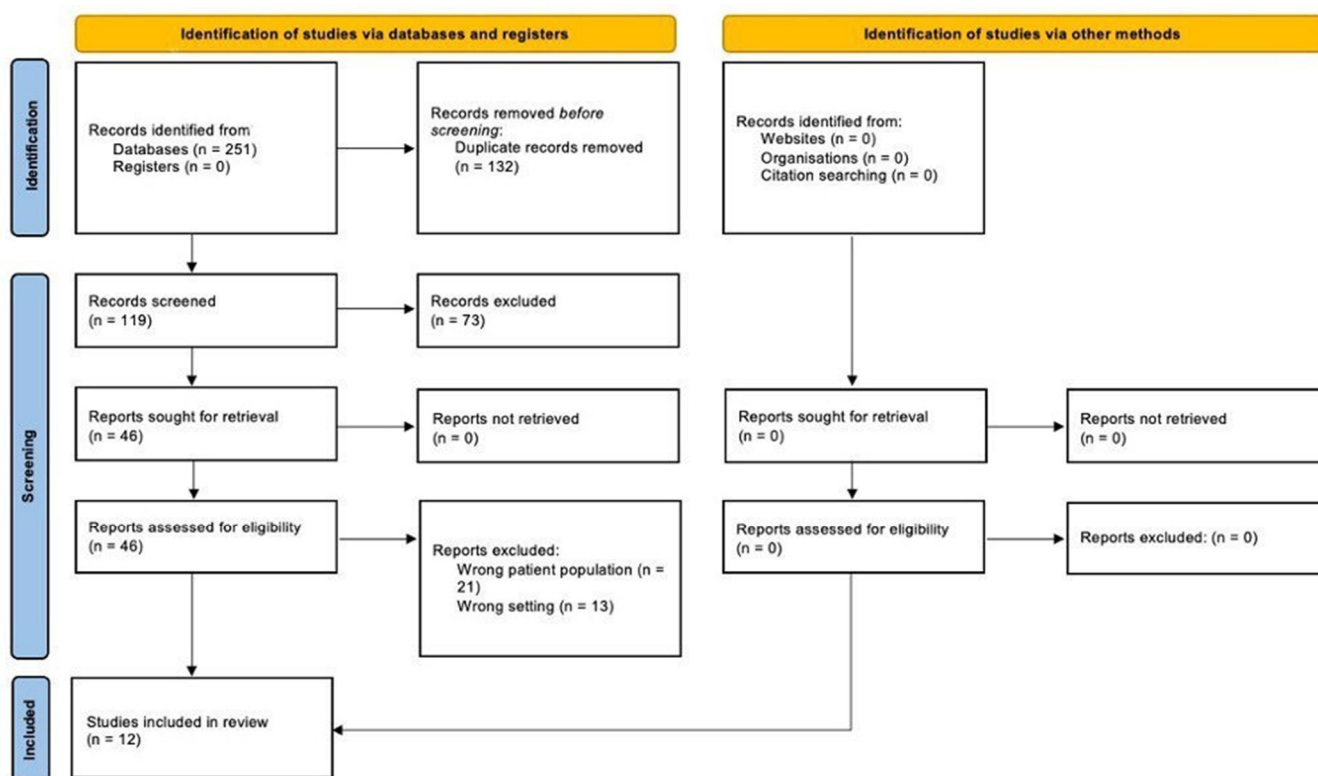 Identification of studies via databases and registers
Identification of studies via other methods
Identification
Records identified from
Databases (n = 251)
Registers (n = 0)
Records removed before
screening:
Duplicate records removed
(n = 132)
Records identified from:
Websites (n = 0)
Organisations (n = 0)
Citation searching (n = 0)
Screening
Records screened
(n = 119)
Records excluded
(n = 73)
Reports sought for retrieval
(n = 46)
Reports not retrieved
(n = 0)
Reports sought for retrieval
(n = 0)
Reports not retrieved
(n = 0)
Reports assessed for eligibility
(n = 46)
Reports excluded:
Wrong patient population (n =
21)
Wrong setting (n = 13)
Reports assessed for eligibility
(n = 0)
Reports excluded: (n = 0)
Included
Studies included in review
(n = 12)